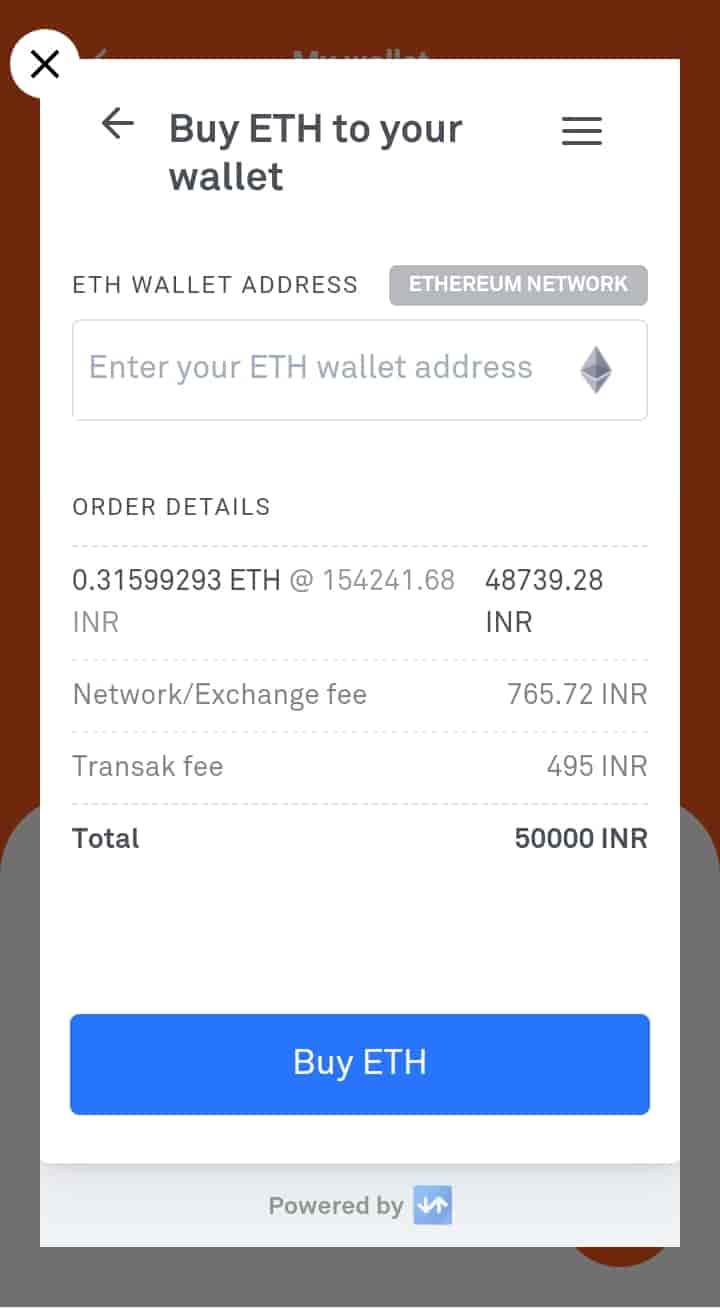 My wallet
Buy ETH to your
wallet
ETH WALLET ADDRESS ETHEREUM NETWORK
Enter your ETH wallet address
ORDER DETAILS
0.31599293 ETH @ 154241.68 48739.28
INR INR
Network/Exchange fee 765.72 INR
Transak fee 495 INR
Total 50000 INR
Buy ETH
Powered by